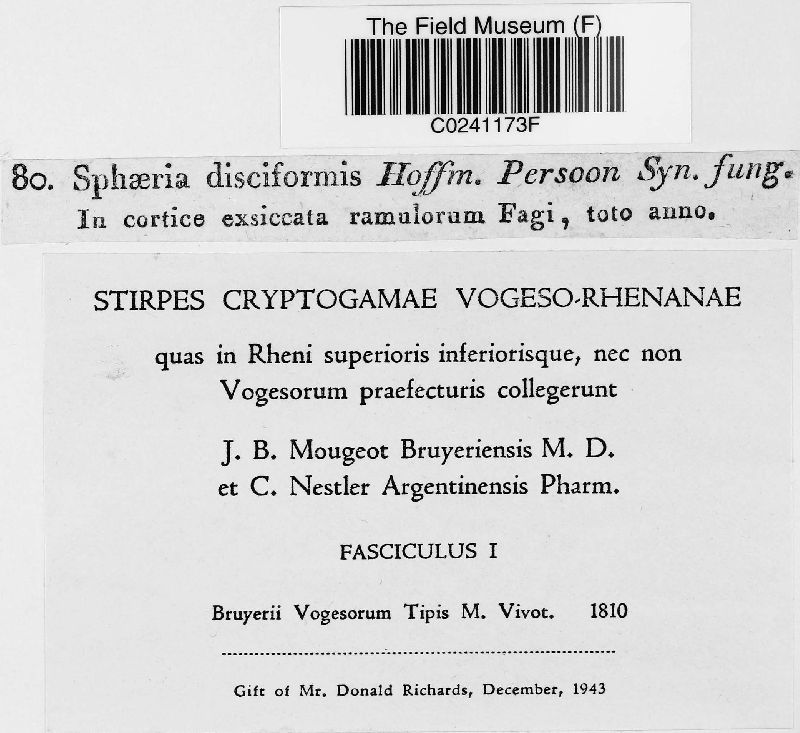 The Field Museum (F)
C0241173F
80. Sphæria disciformis Hoffm. Persoon Syn. fung.
In cortice exsiccata ramulorum Fagi, toto anno.
STIRPES CRYPTOGAMAE VOGESO-RHENANAE
quas in Rheni superioris inferiorisque, nec non
Vogesorum praefecturis collegerunt
J. B. Mougeot Bruyeriensis M. D.
et C. Nestler Argentinensis Pharm.
FASCICULUS I
Bruyerii Vogesorum Tipis M. Vivot. 1810
Gift of Mr. Donald Richards, December, 1943